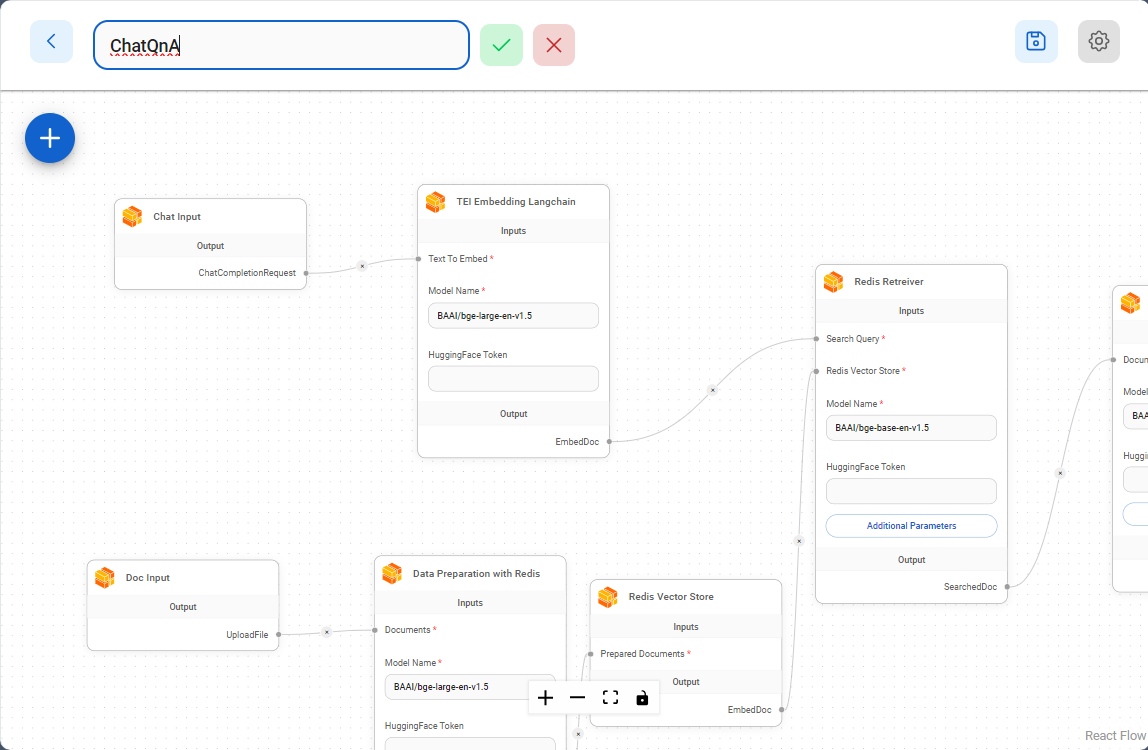 ChatQnA
Chat Input
Output
ChatCompletionRequest
TEI Embedding Langchain
Inputs
Text To Embed *
Model Name *
BAAI/bge-large-en-v1.5
HuggingFace Token
Output
EmbedDoc
Redis Retreiver
Inputs
Search Query *
Redis Vector Store *
Model Name *
BAAI/bge-base-en-v1.5
HuggingFace Token
Additional Parameters
Output
SearchedDoc
Docum
Model
BAA
Huggi
Doc Input
Output
UploadFile
Data Preparation with Redis
Inputs
Documents *
Model Name *
BAAI/bge-large-en-v1.5
HuggingFace Token
Redis Vector Store
Inputs
Prepared Documents *
Output
EmbedDoc
React Flow